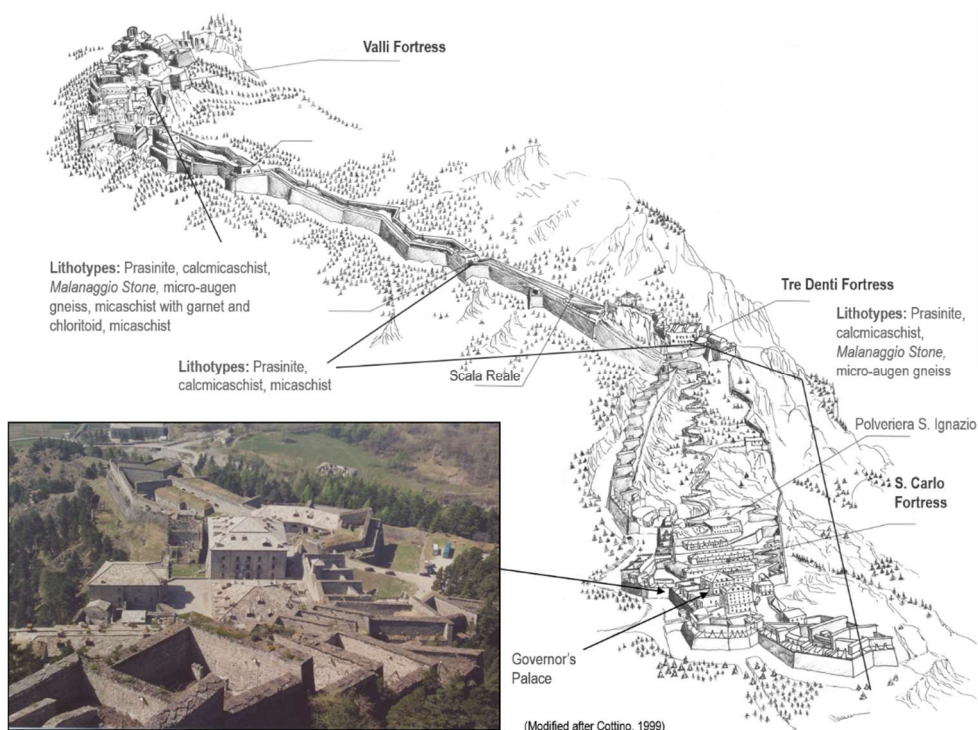 Valli Fortress
Lithotypes: Prasinite, calcmicaschist,
Malanaggio Stone, micro-augen
gneiss, micaschist with garnet and
chloritoid, micaschist
Tre Denti Fortress
Lithotypes: Prasinite,
calcmicaschist,
Malanaggio Stone,
micro-augen gneiss
Lithotypes: Prasinite,
calcmicaschist, micaschist
Scala Reale
Polveriera S. Ignazio
S. Carlo
Fortress
Governor's
Palace
(Modified after Cottino, 1999)